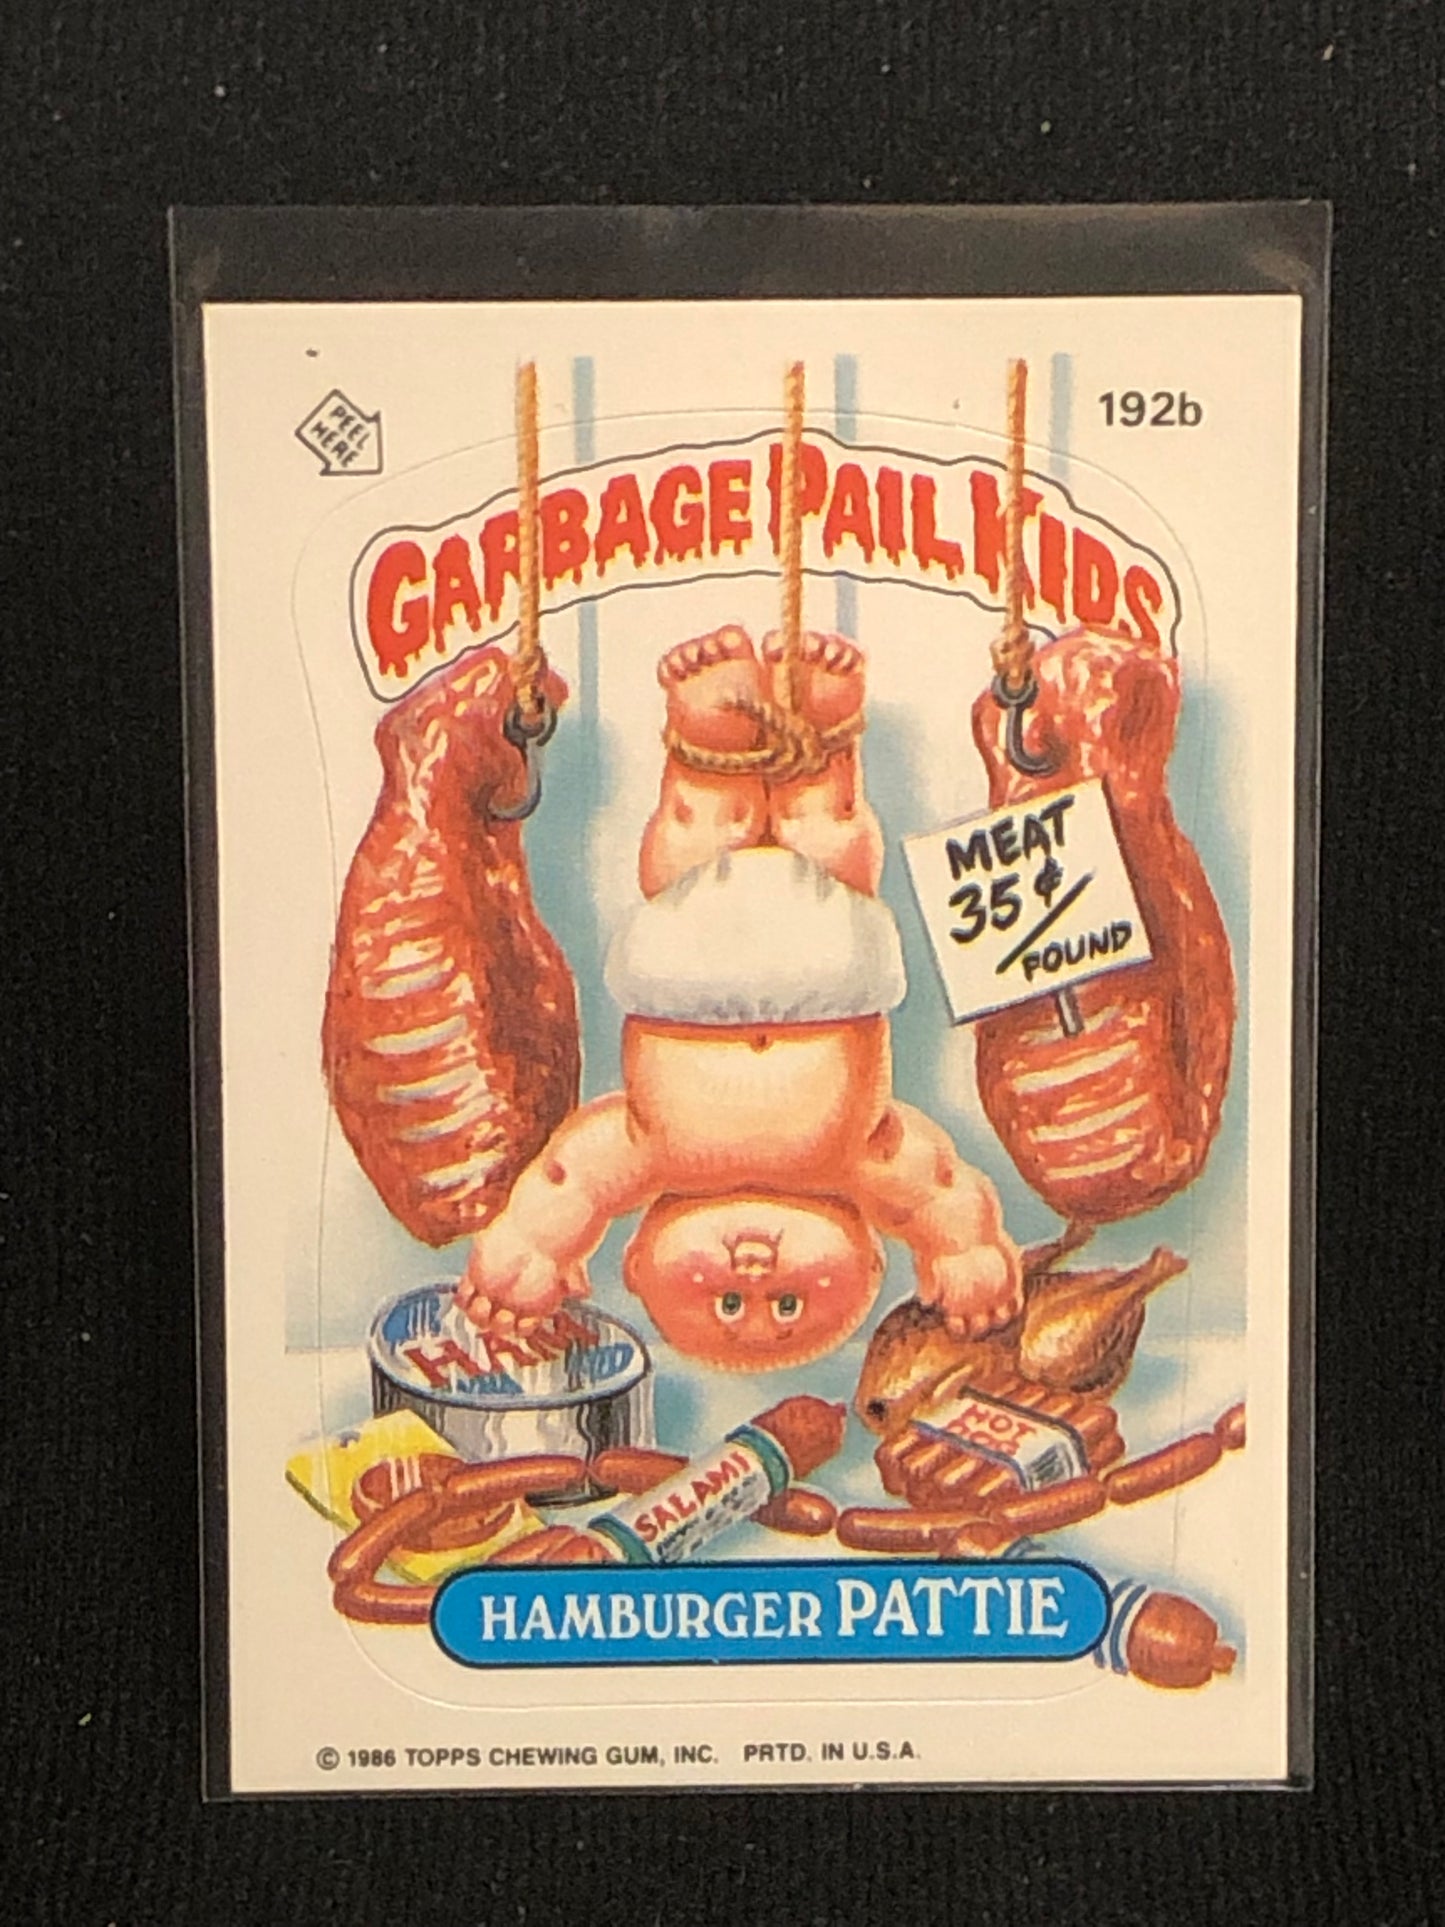 PEEL
HERE
192b
GARBAGE PAIL KIDS
MEAT
35¢/
POUND
HAM
HOT
DOG
SALAMI
HAMBURGER PATTIE
© 1986 TOPPS CHEWING GUM, INC. PRTD. IN U.S.A.